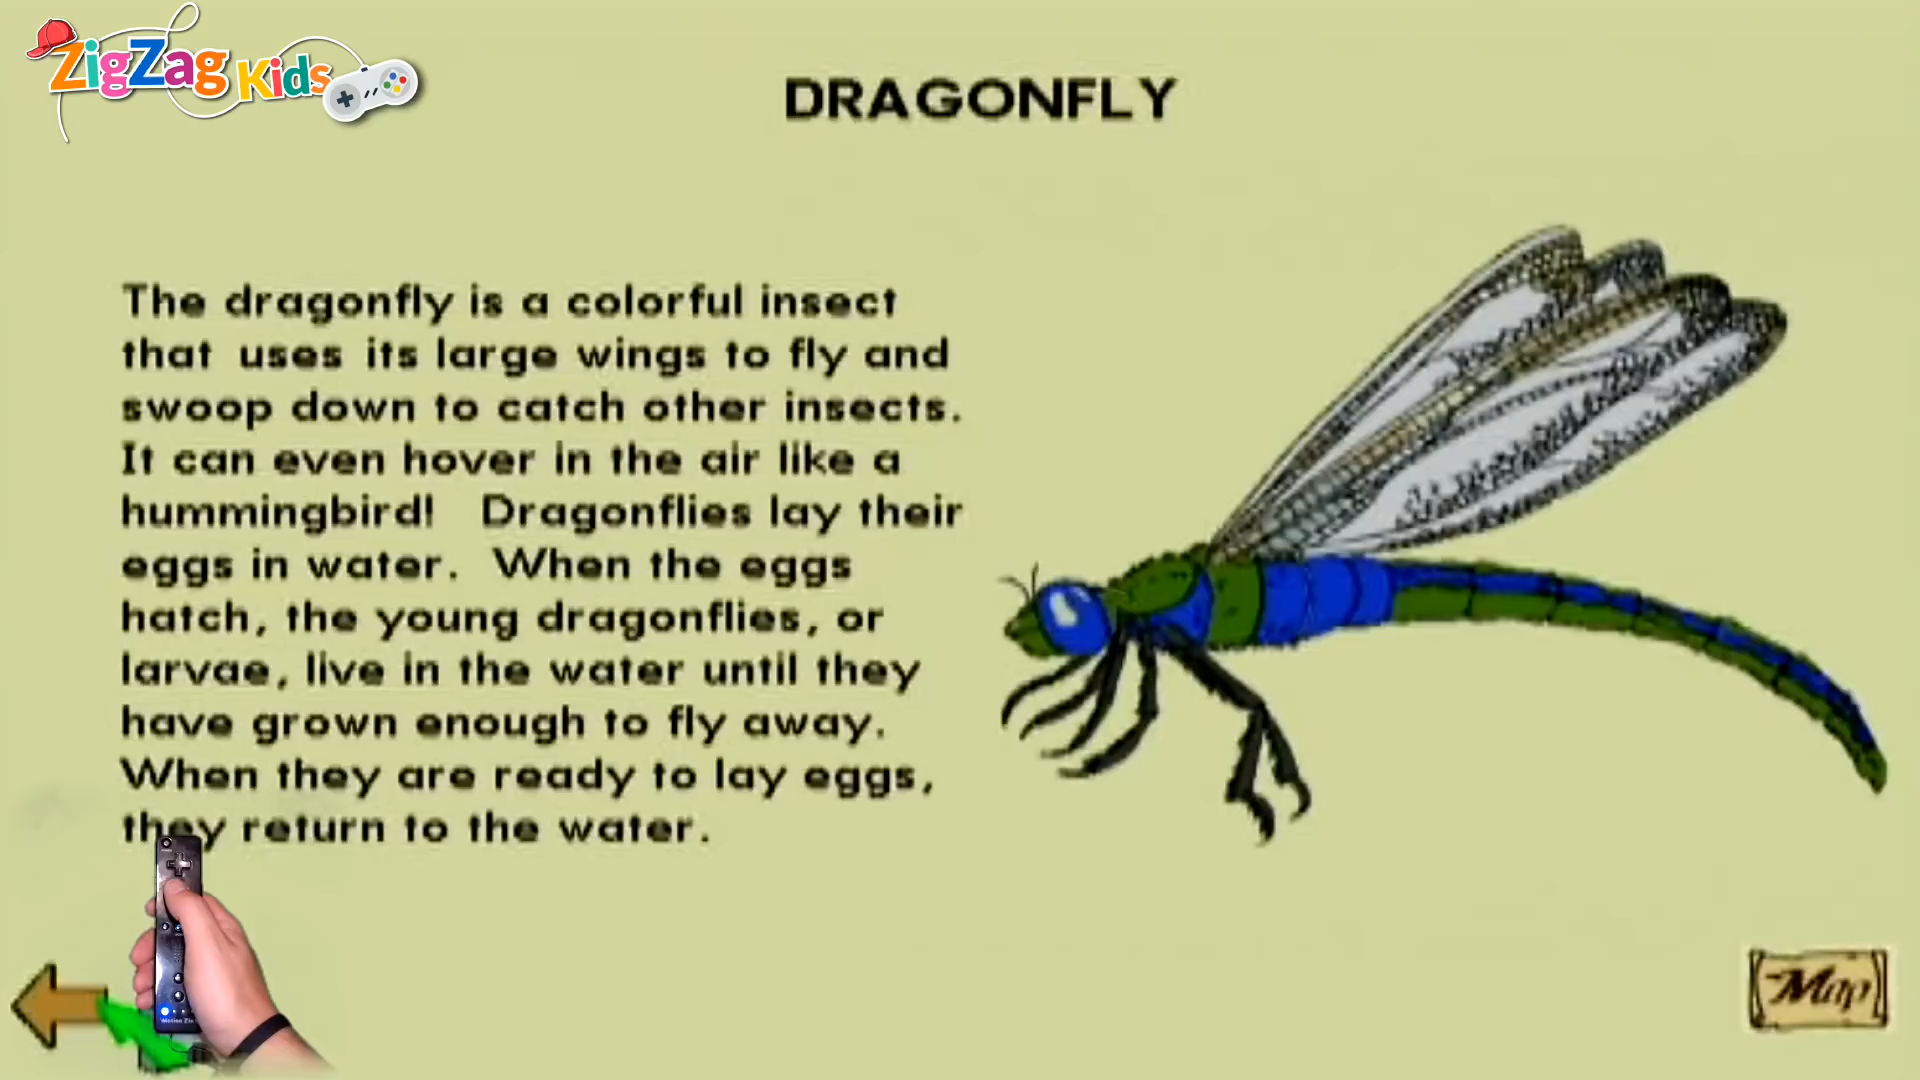 ZigZag Kids
DRAGONFLY
The dragonfly is a colorful insect
that uses its large wings to fly and
swoop down to catch other insects.
It can even hover in the air like a
hummingbird! Dragonflies lay their
eggs in water. When the eggs
hatch, the young dragonflies, or
larvae, live in the water until they
have grown enough to fly away.
When they are ready to lay eggs,
they return to the water.
Map